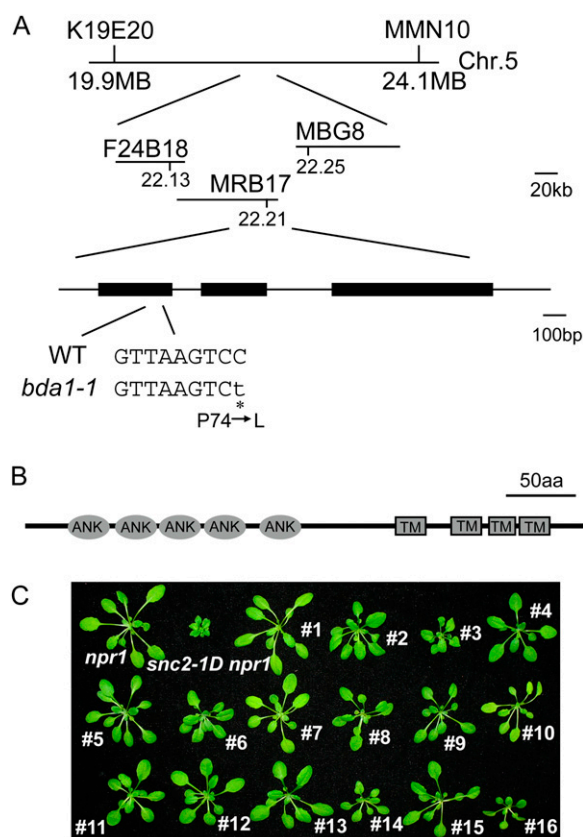 A
K19E20 MMN10
19.9MB 24.1MB Chr.5
F24B18 MBG8
22.13 22.25
MRB17 20kb
22.21
100bp
WT GTTAAGTCC
bda1-1 GTTAAGTCt
*
P74→L
B
50aa
ANK ANK ANK ANK ANK TM TM TM TM
C
npr1 snc2-1D npr1 #1 #2 #3 #4
#5 #6 #7 #8 #9 #10
#11 #12 #13 #14 #15 #16